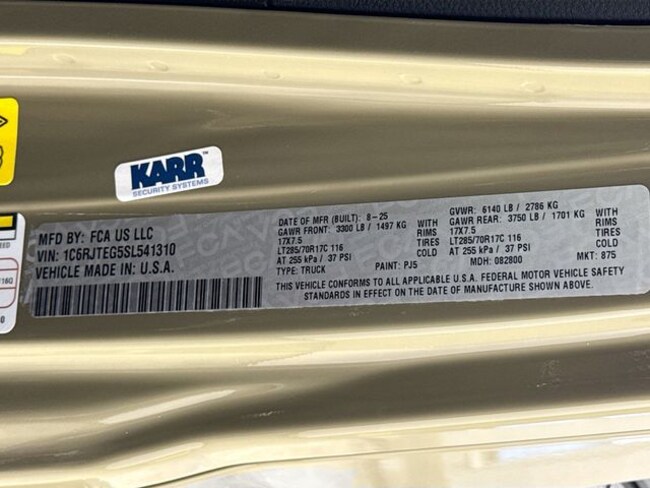 KARR™
SECURITY SYSTEMS
MFD BY: FCA US LLC
VIN: 1C6RJTEG5SL541310
VEHICLE MADE IN U.S.A.
DATE OF MFR (BUILT): 8-25
GAWR FRONT: 3300 LB / 1497 KG WITH
17X7.5 RIMS
LT285/70R17C 116 TIRES
AT 255 kPa / 37 PSI COLD
TYPE: TRUCK PAINT: PJ5
GVWR: 6140 LB / 2786 KG
GAWR REAR: 3750 LB / 1701 KG WITH
17X7.5 RIMS
LT285/70R17C 116 TIRES
AT 255 kPa / 37 PSI COLD
MDH: 082800 MKT: 875
THIS VEHICLE CONFORMS TO ALL APPLICABLE U.S.A. FEDERAL MOTOR VEHICLE SAFETY
STANDARDS IN EFFECT ON THE DATE OF MANUFACTURE SHOWN ABOVE.